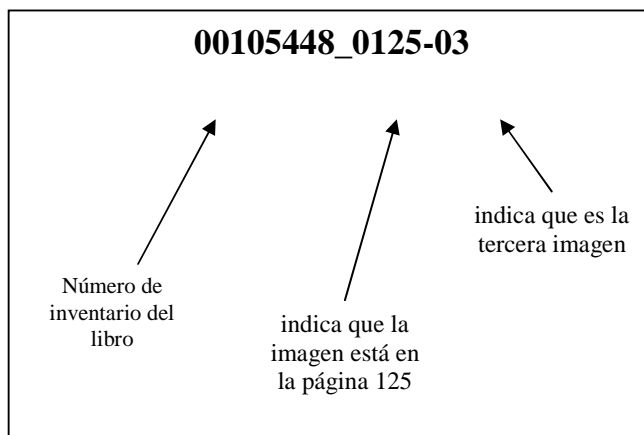 00105448_0125-03
indica que es la
tercera imagen
Número de
inventario del
libro
indica que la
imagen está en
la página 125